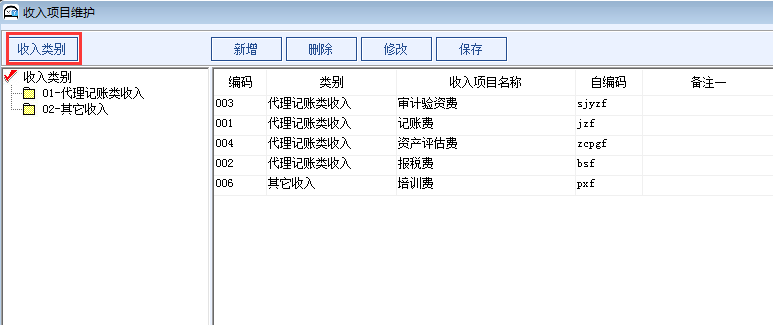 收入项目维护
收入类别 新增 删除 修改 保存
收入类别
01-代理记账类收入
02-其它收入
编码 类别 收入项目名称 自编码 备注一
003 代理记账类收入 审计验资费 sjyzf
001 代理记账类收入 记账费 jzf
004 代理记账类收入 资产评估费 zcpgf
002 代理记账类收入 报税费 bsf
006 其它收入 培训费 pxf